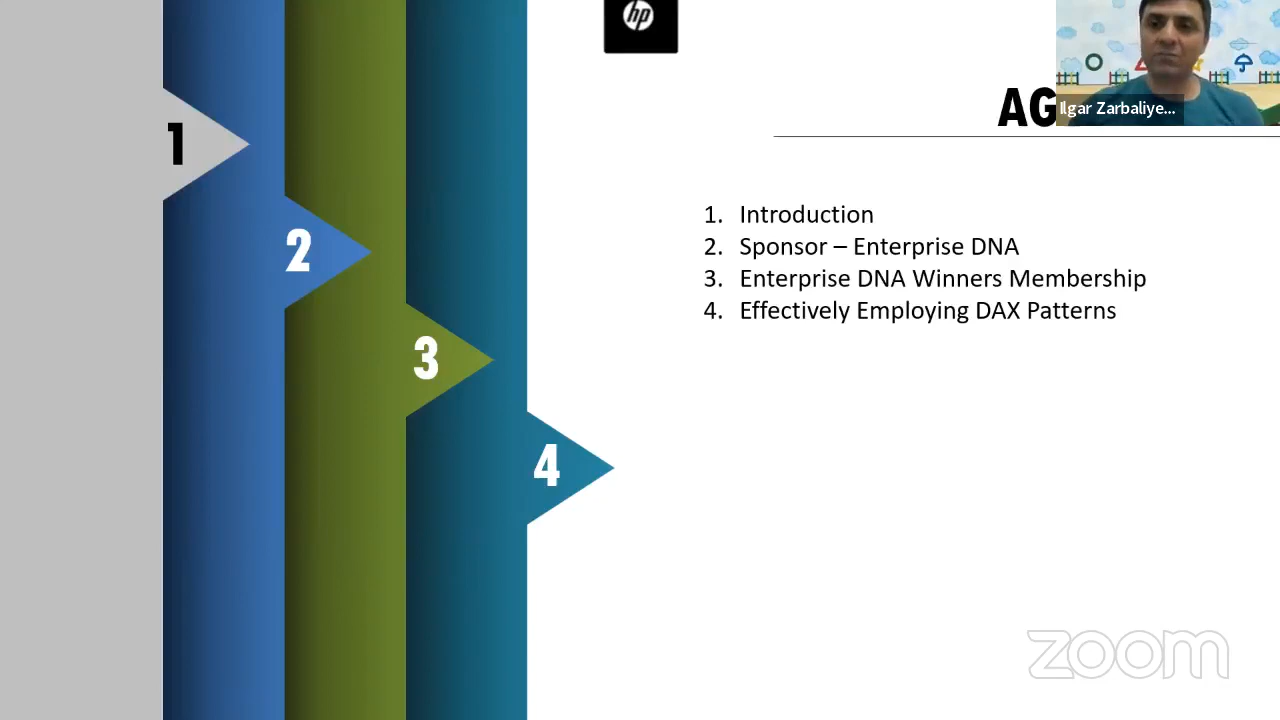 hp
AG
Ilgar Zarbaliye...
1
2
3
4
1. Introduction
2. Sponsor – Enterprise DNA
3. Enterprise DNA Winners Membership
4. Effectively Employing DAX Patterns
zoom